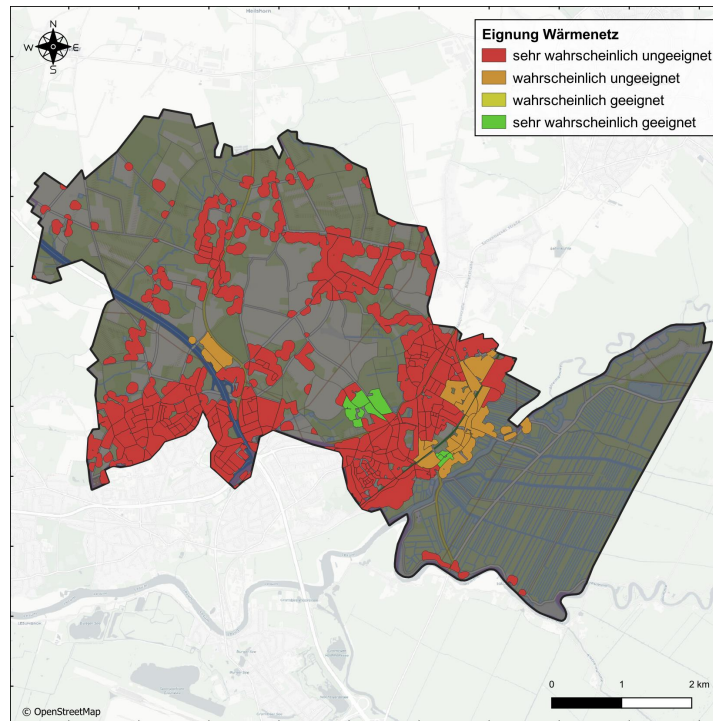 N
W E
S
Eignung Wärmenetz
sehr wahrscheinlich ungeeignet
wahrscheinlich ungeeignet
wahrscheinlich geeignet
sehr wahrscheinlich geeignet
0 1 2 km
© OpenStreetMap